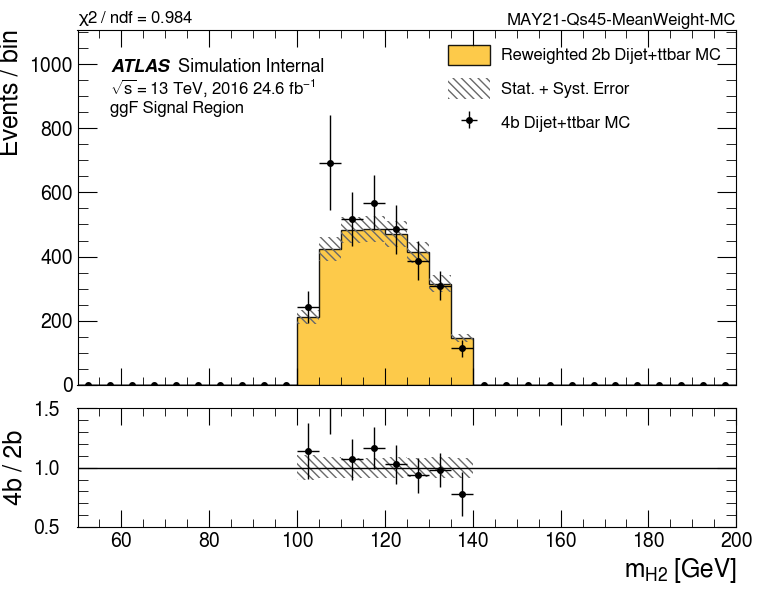 χ2 / ndf = 0.984
MAY21-Qs45-MeanWeight-MC
Events / bin
1000
800
600
400
200
0
ATLAS Simulation Internal
√s = 13 TeV, 2016 24.6 fb⁻¹
ggF Signal Region
Reweighted 2b Dijet+ttbar MC
Stat. + Syst. Error
4b Dijet+ttbar MC
4b / 2b
1.5
1.0
0.5
60 80 100 120 140 160 180 200
mH2 [GeV]